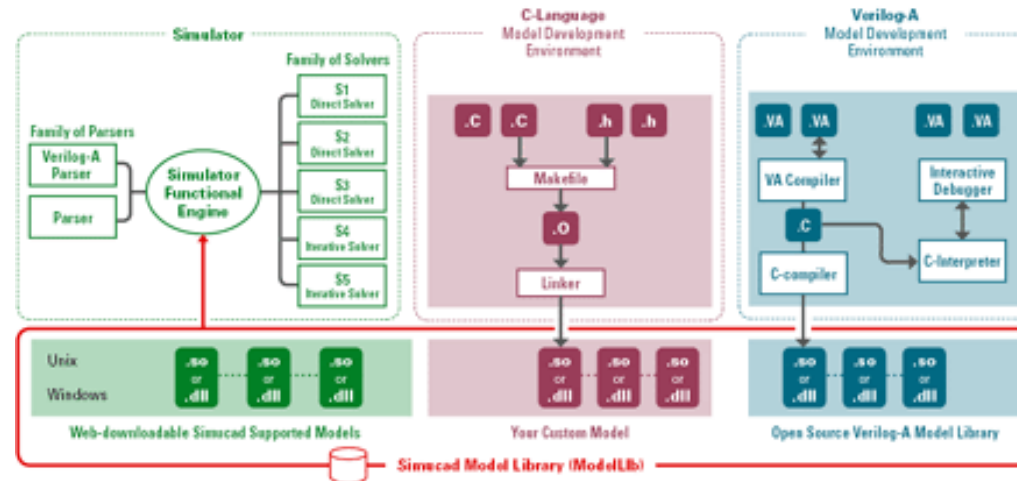 Simulator
Family of Solvers
S1
Direct Solver
S2
Direct Solver
S3
Direct Solver
S4
Iterative Solver
S5
Iterative Solver
Family of Parsers
Verilog-A
Parser
Parser
Simulator
Functional
Engine
C-Language
Model Development
Environment
.C
.C
.h
.h
Makefile
.O
Linker
Verilog-A
Model Development
Environment
.VA
.VA
.VA
.VA
VA Compiler
Interactive
Debugger
.C
C-compiler
C-Interpreter
Unix
Windows
.so
or
.dll
.so
or
.dll
.so
or
.dll
Web-downloadable Simucad Supported Models
.so
or
.dll
.so
or
.dll
.so
or
.dll
Your Custom Model
.so
or
.dll
.so
or
.dll
.so
or
.dll
Open Source Verilog-A Model Library
Simucad Model Library (ModelLib)